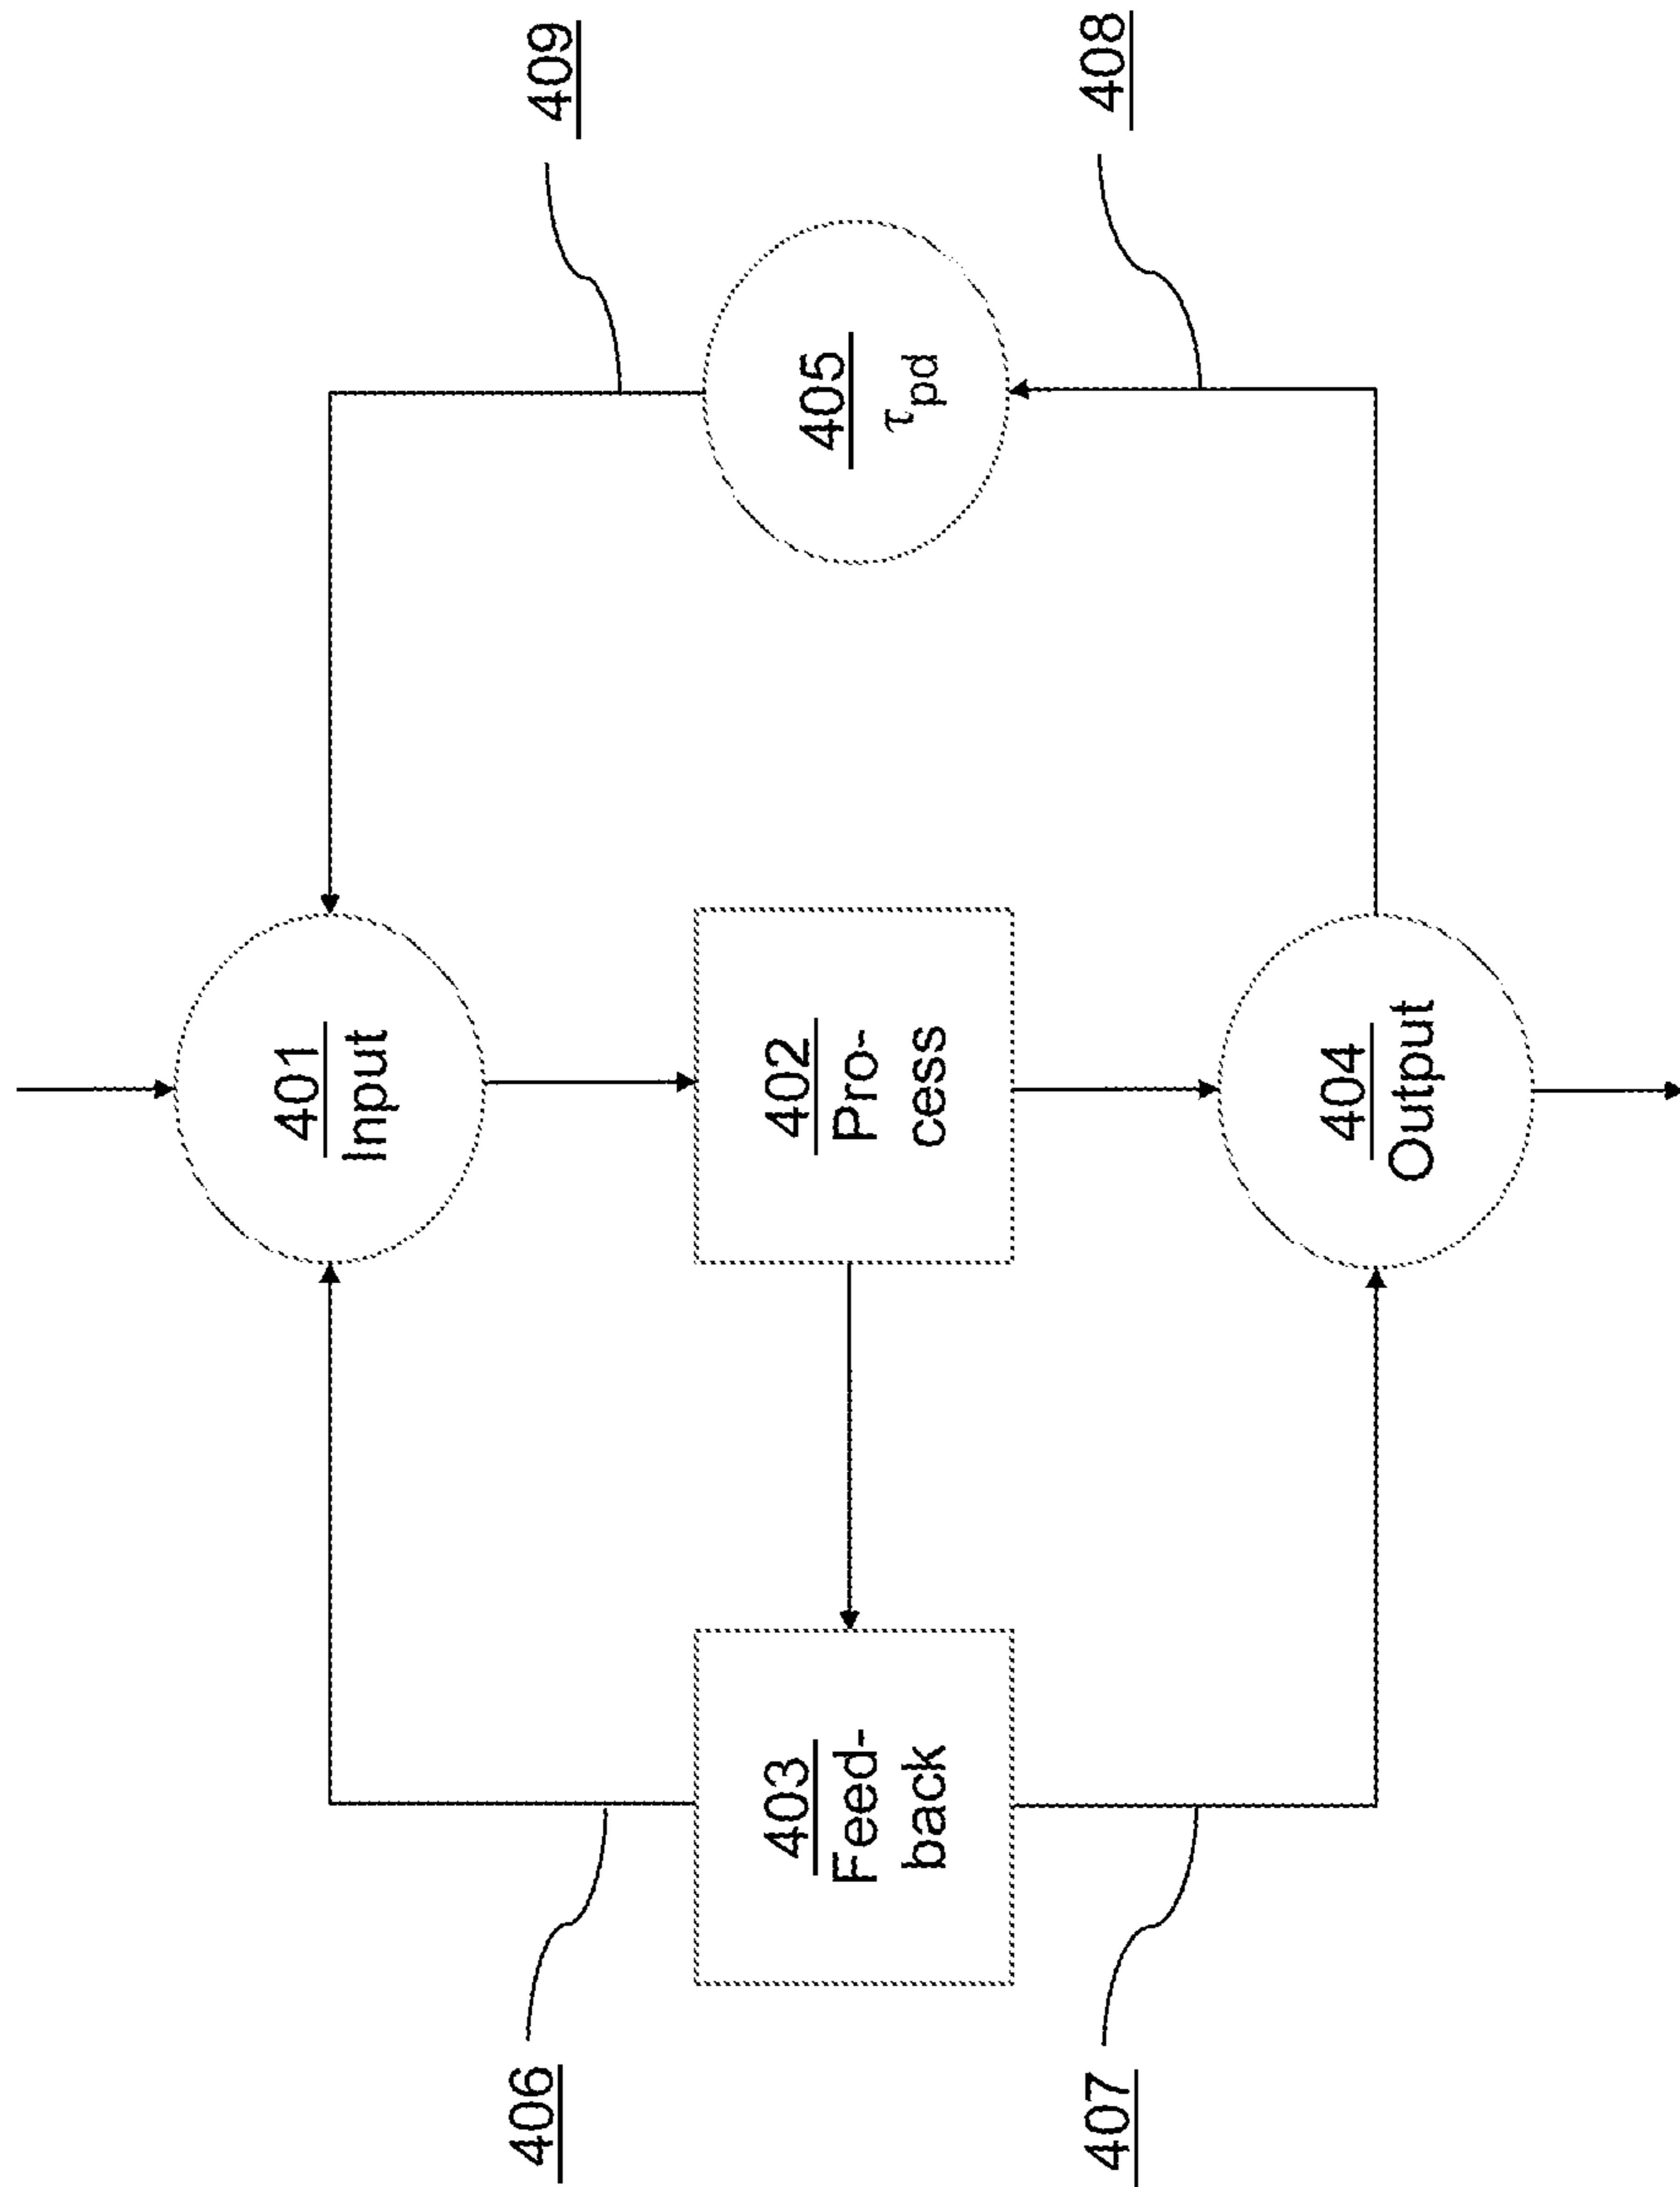 401
Input
406
409
403
Feed-
back
402
Pro-
cess
405
τpd
407
408
404
Output